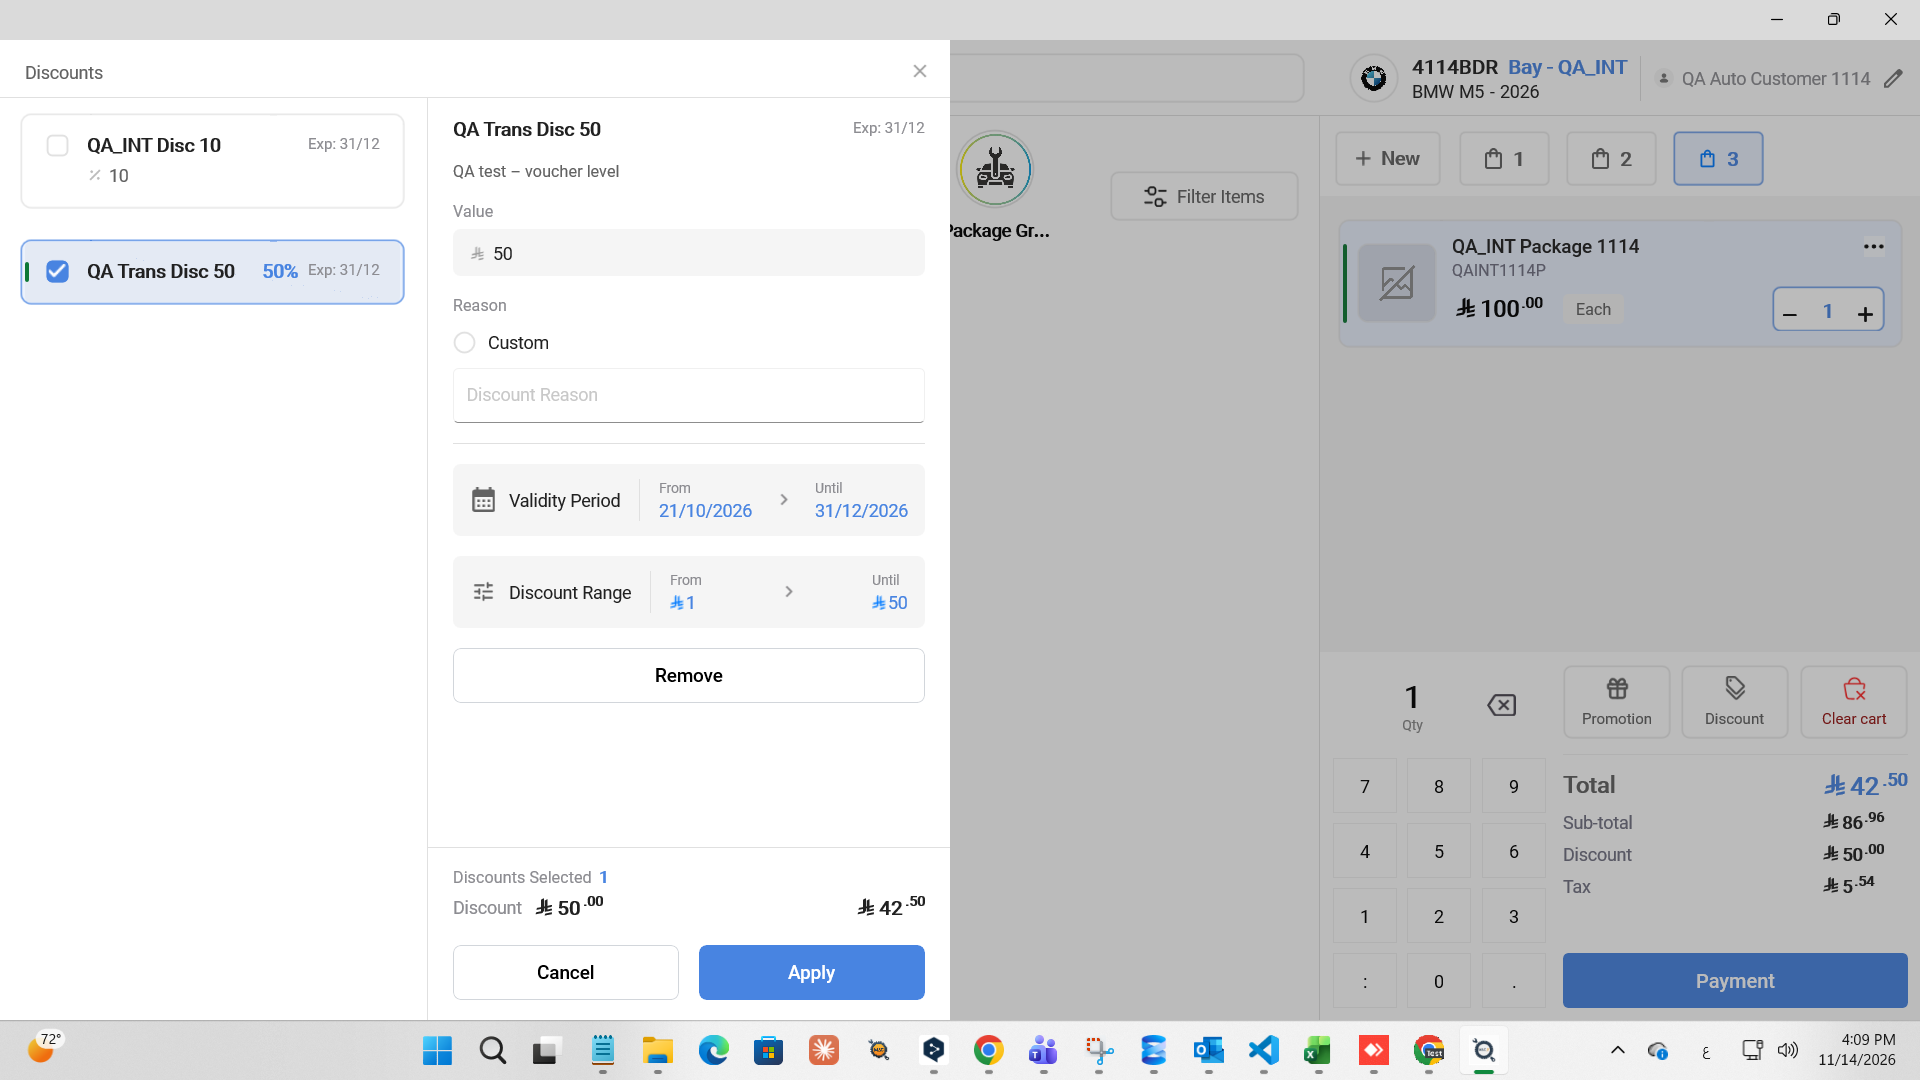 Discounts
QA_INT Disc 10
Exp: 31/12
10
QA Trans Disc 50
50%
Exp: 31/12
QA Trans Disc 50
Exp: 31/12
QA test – voucher level
Value
50
Reason
Custom
Discount Reason
Validity Period
From
21/10/2026
Until
31/12/2026
Discount Range
From
1
Until
50
Remove
Discounts Selected 1
Discount 50.00
42.50
Cancel
Apply
Package Gr...
Filter Items
4114BDR Bay - QA_INT
BMW M5 - 2026
QA Auto Customer 1114
+ New
1
2
3
QA_INT Package 1114
QAINT1114P
100.00
Each
− 1 +
1
Qty
Promotion
Discount
Clear cart
7 8 9
4 5 6
1 2 3
: 0 .
Total 42.50
Sub-total 86.96
Discount 50.00
Tax 5.54
Payment
72°
Test
ع
4:09 PM
11/14/2026